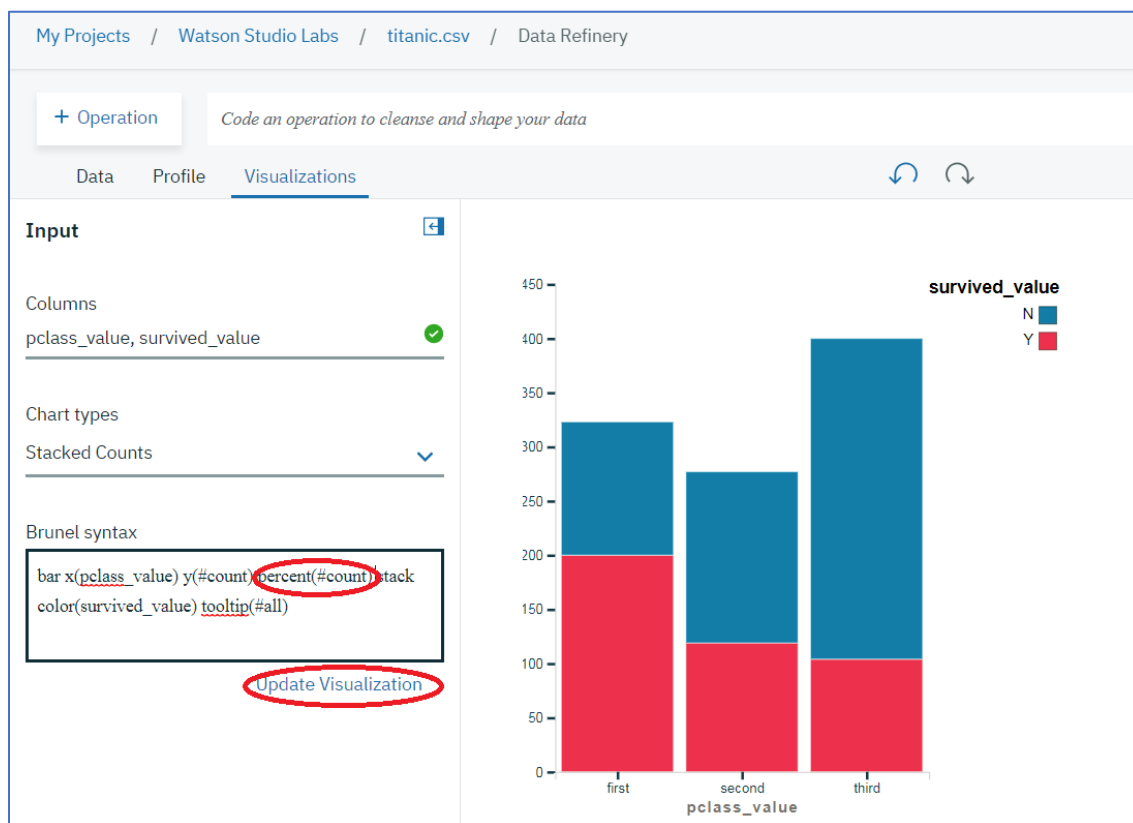 My Projects / Watson Studio Labs / titanic.csv / Data Refinery
+ Operation
Code an operation to cleanse and shape your data
Data Profile Visualizations
Input
Columns
pclass_value, survived_value
Chart types
Stacked Counts
Brunel syntax
bar x(pclass_value) y(#count) percent(#count) stack
color(survived_value) tooltip(#all)
Update Visualization
survived_value
N
Y
450
400
350
300
250
200
150
100
50
0
first second third
pclass_value